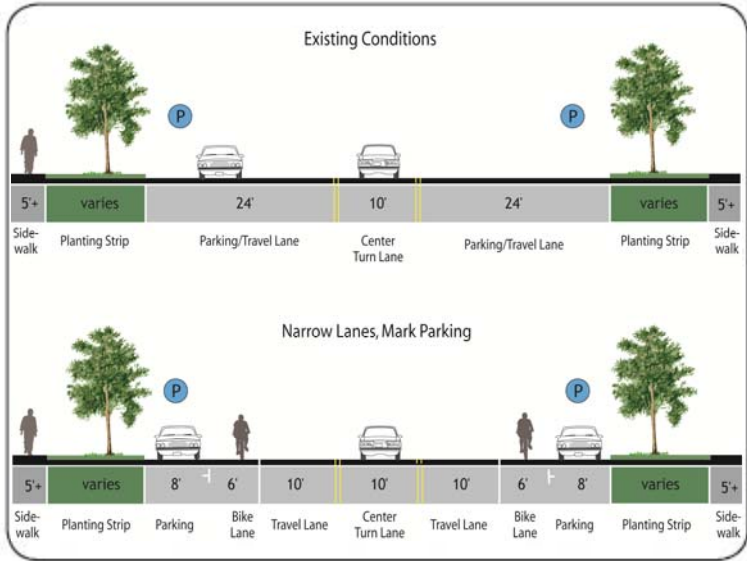 Existing Conditions
P P
5'+ varies 24' 10' 24' varies 5'+
Side-
walk Planting Strip Parking/Travel Lane Center
Turn Lane Parking/Travel Lane Planting Strip Side-
walk
Narrow Lanes, Mark Parking
P P
5'+ varies 8' 6' 10' 10' 10' 6' 8' varies 5'+
Side-
walk Planting Strip Parking Bike
Lane Travel Lane Center
Turn Lane Travel Lane Bike
Lane Parking Planting Strip Side-
walk